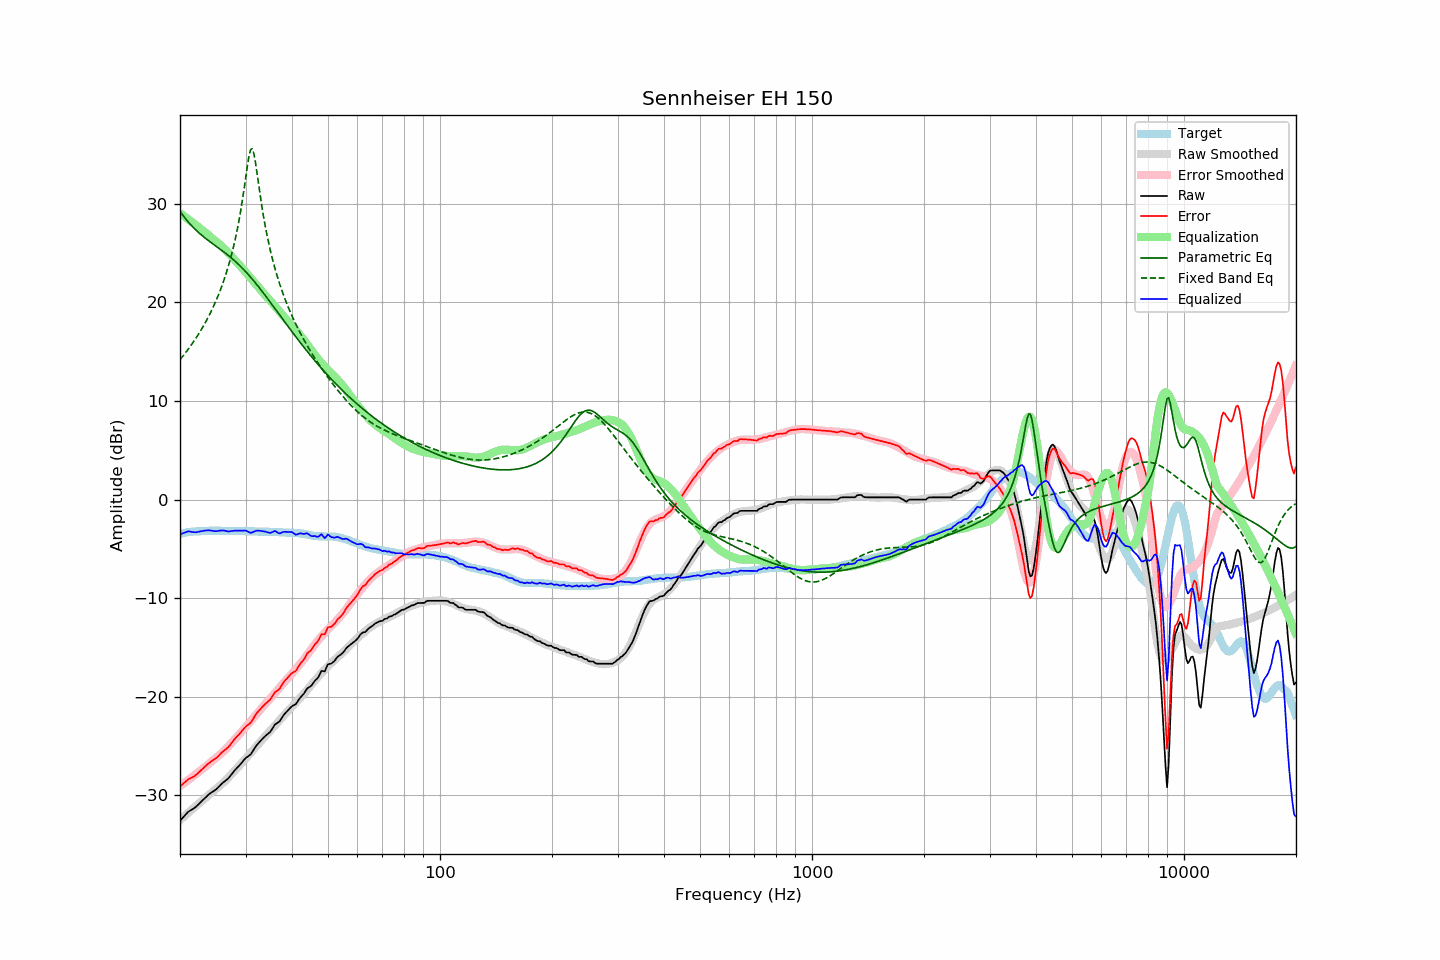 Sennheiser EH 150
Target
Raw Smoothed
Error Smoothed
Raw
Error
Equalization
Parametric Eq
Fixed Band Eq
Equalized
Amplitude (dBr)
30
20
10
0
−10
−20
−30
100
1000
10000
Frequency (Hz)